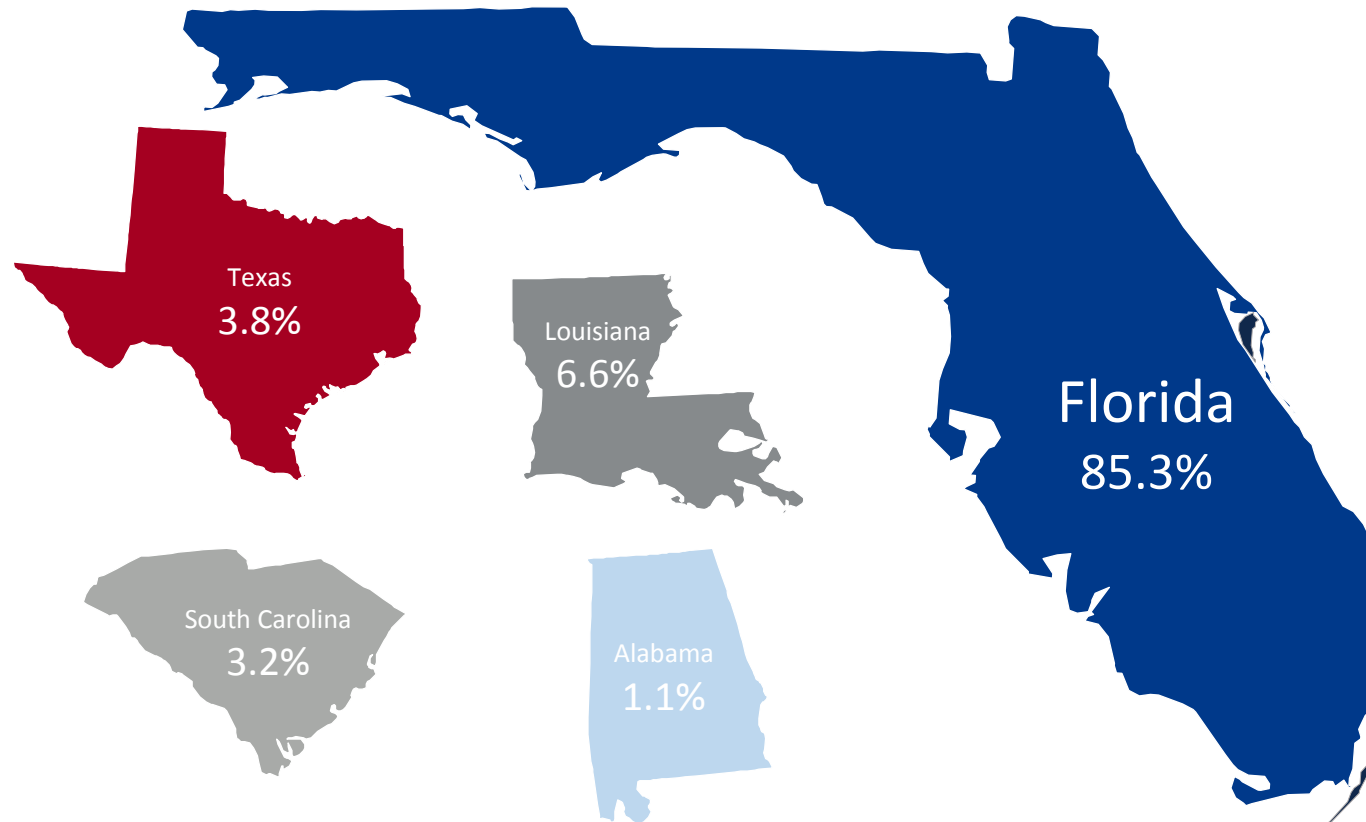 Texas
3.8%
Louisiana
6.6%
Florida
85.3%
South Carolina
3.2%
Alabama
1.1%